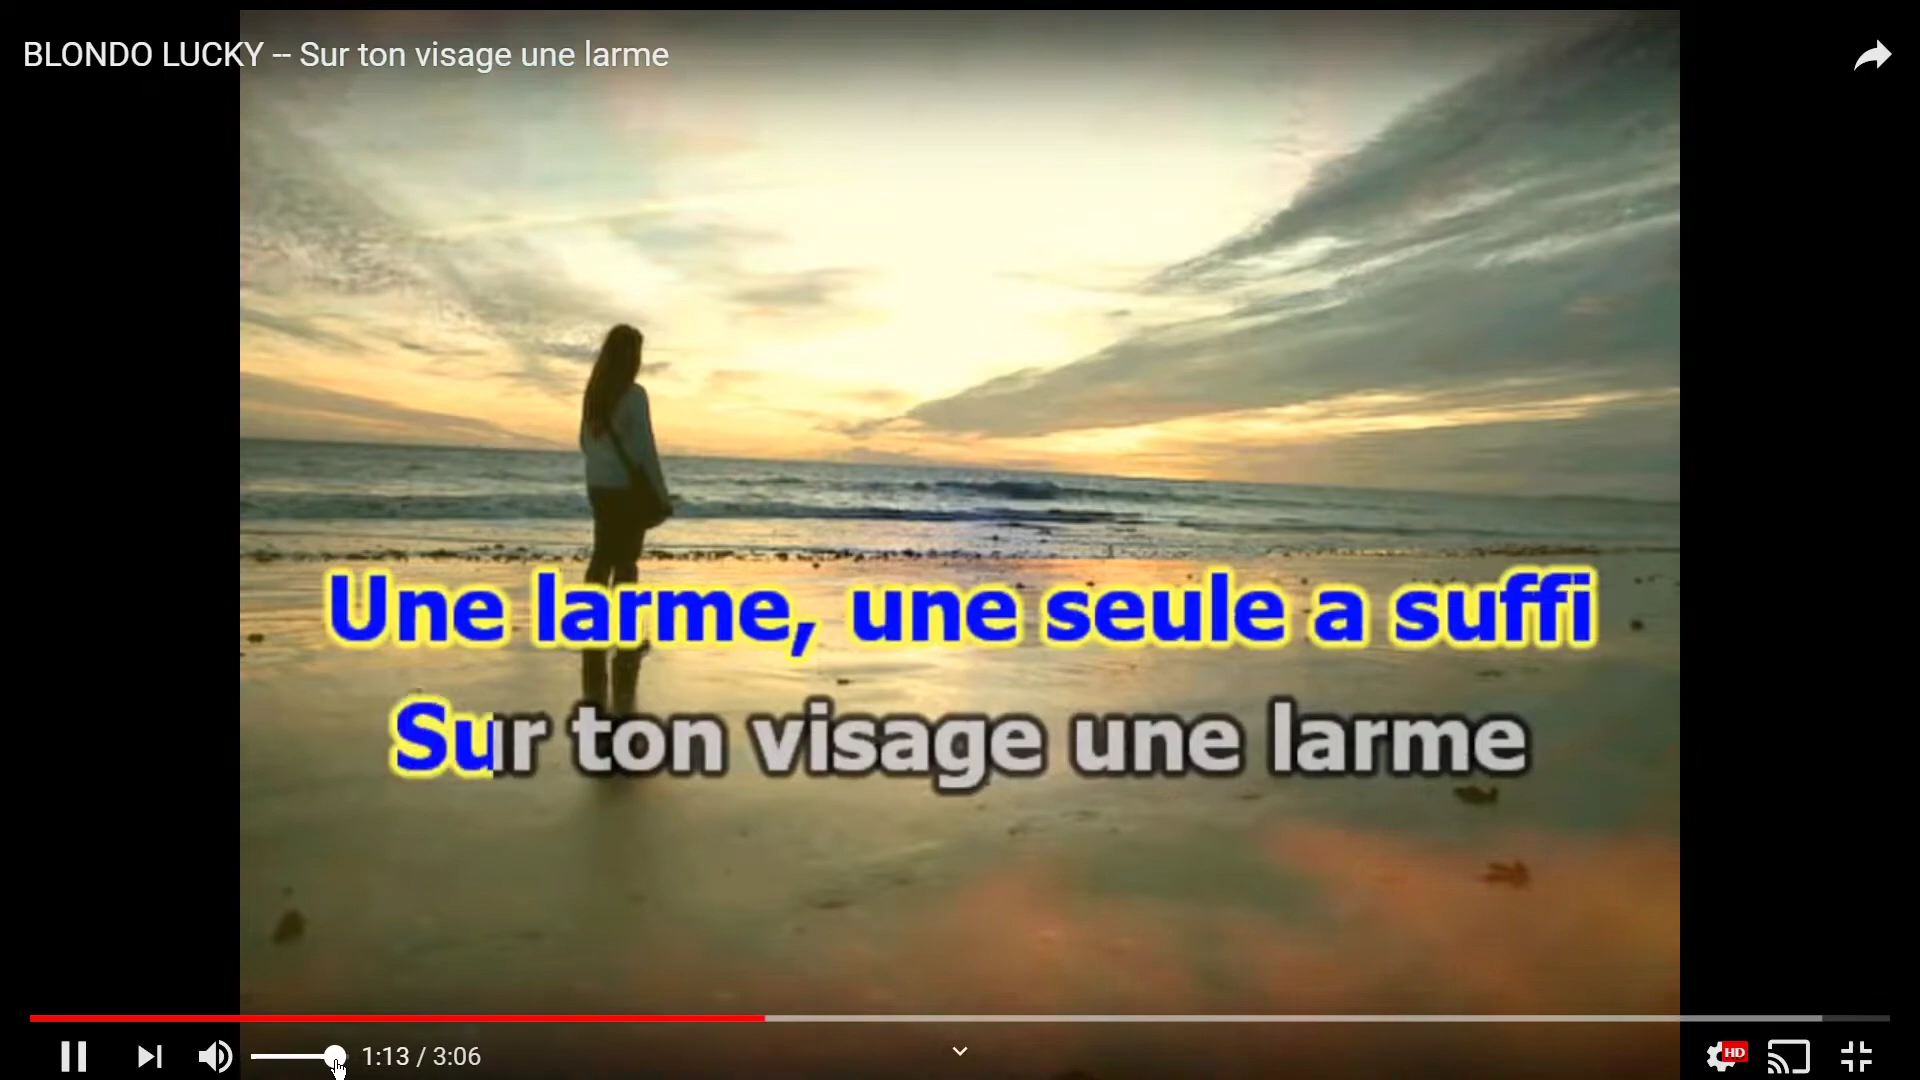 BLONDO LUCKY -- Sur ton visage une larme
Une larme, une seule a suffi
Sur ton visage une larme
1:13 / 3:06
HD